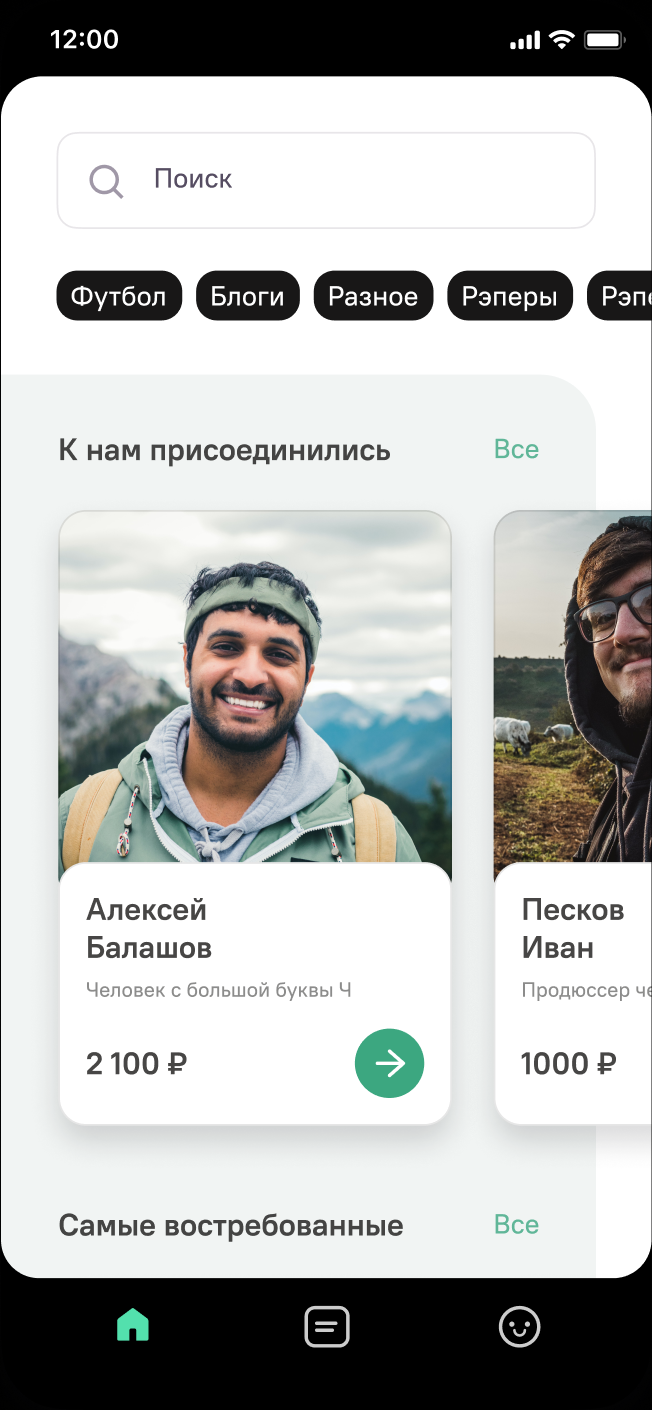 12:00
Поиск
Футбол Блоги Разное Рэперы Рэпе
К нам присоединились Все
Алексей
Балашов
Человек с большой буквы Ч
2 100 ₽
Песков
Иван
Продюссер че
1000 ₽
Самые востребованные Все